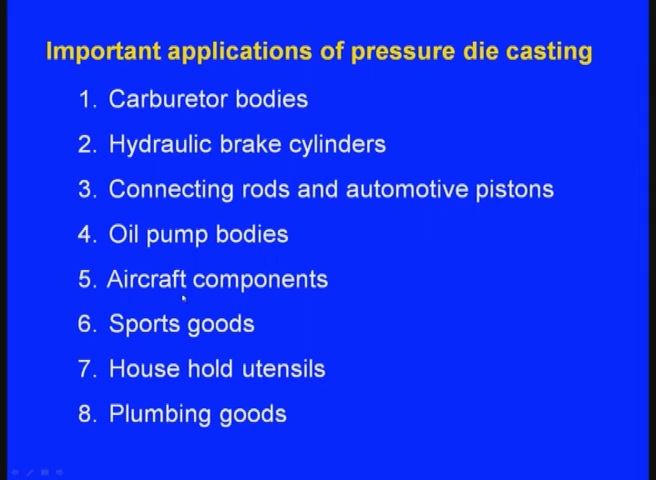 Important applications of pressure die casting
1. Carburetor bodies
2. Hydraulic brake cylinders
3. Connecting rods and automotive pistons
4. Oil pump bodies
5. Aircraft components
6. Sports goods
7. House hold utensils
8. Plumbing goods